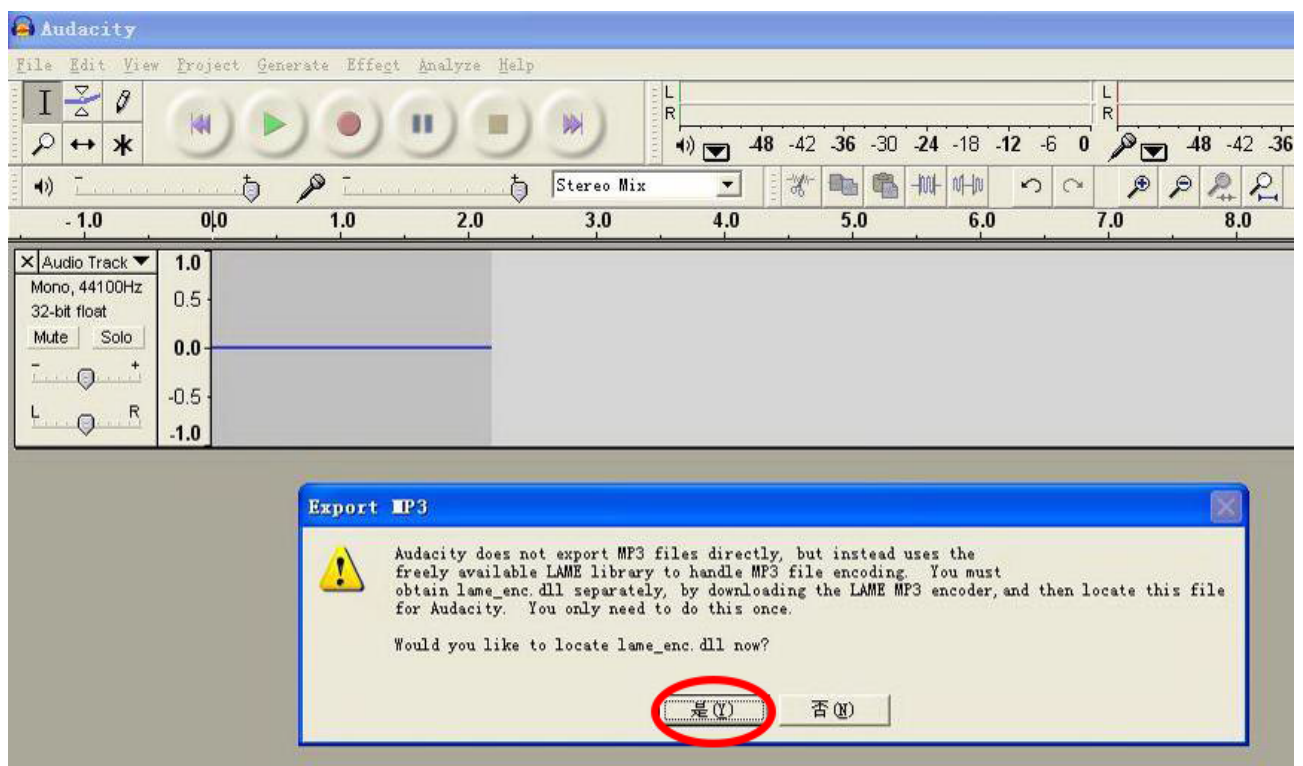 Audacity
File Edit View Project Generate Effect Analyze Help
L
R
-48 -42 -36 -30 -24 -18 -12 -6 0
L
R
-48 -42 -36
Stereo Mix
- 1.0 0.0 1.0 2.0 3.0 4.0 5.0 6.0 7.0 8.0
Audio Track
Mono, 44100Hz
32-bit float
Mute Solo
- +
L R
1.0
0.5
0.0
-0.5
-1.0
Export MP3
Audacity does not export MP3 files directly, but instead uses the
freely available LAME library to handle MP3 file encoding. You must
obtain lame_enc.dll separately, by downloading the LAME MP3 encoder, and then locate this file
for Audacity. You only need to do this once.
Would you like to locate lame_enc.dll now?
是(Y) 否(N)